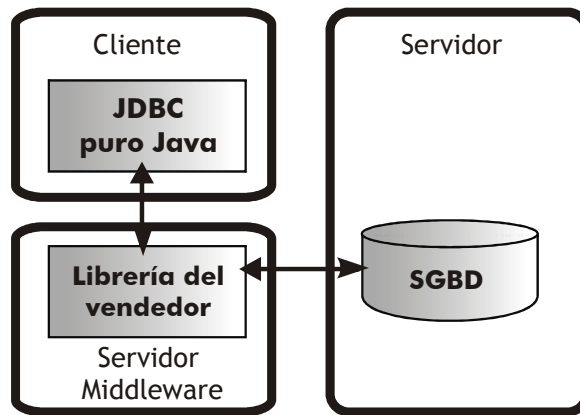 Cliente
JDBC
puro Java
Librería del
vendedor
Servidor
Middleware
Servidor
SGBD